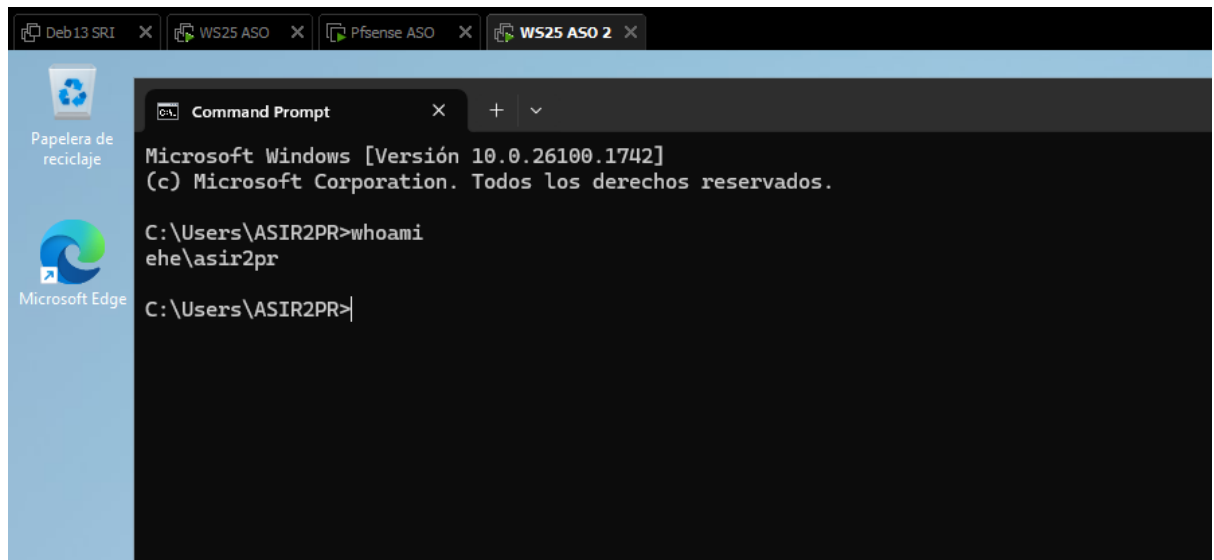 Deb13 SRI
WS25 ASO
Pfsense ASO
WS25 ASO 2
Papelera de
reciclaje
Microsoft Edge
Command Prompt
Microsoft Windows [Versión 10.0.26100.1742]
(c) Microsoft Corporation. Todos los derechos reservados.
C:\Users\ASIR2PR>whoami
ehe\asir2pr
C:\Users\ASIR2PR>